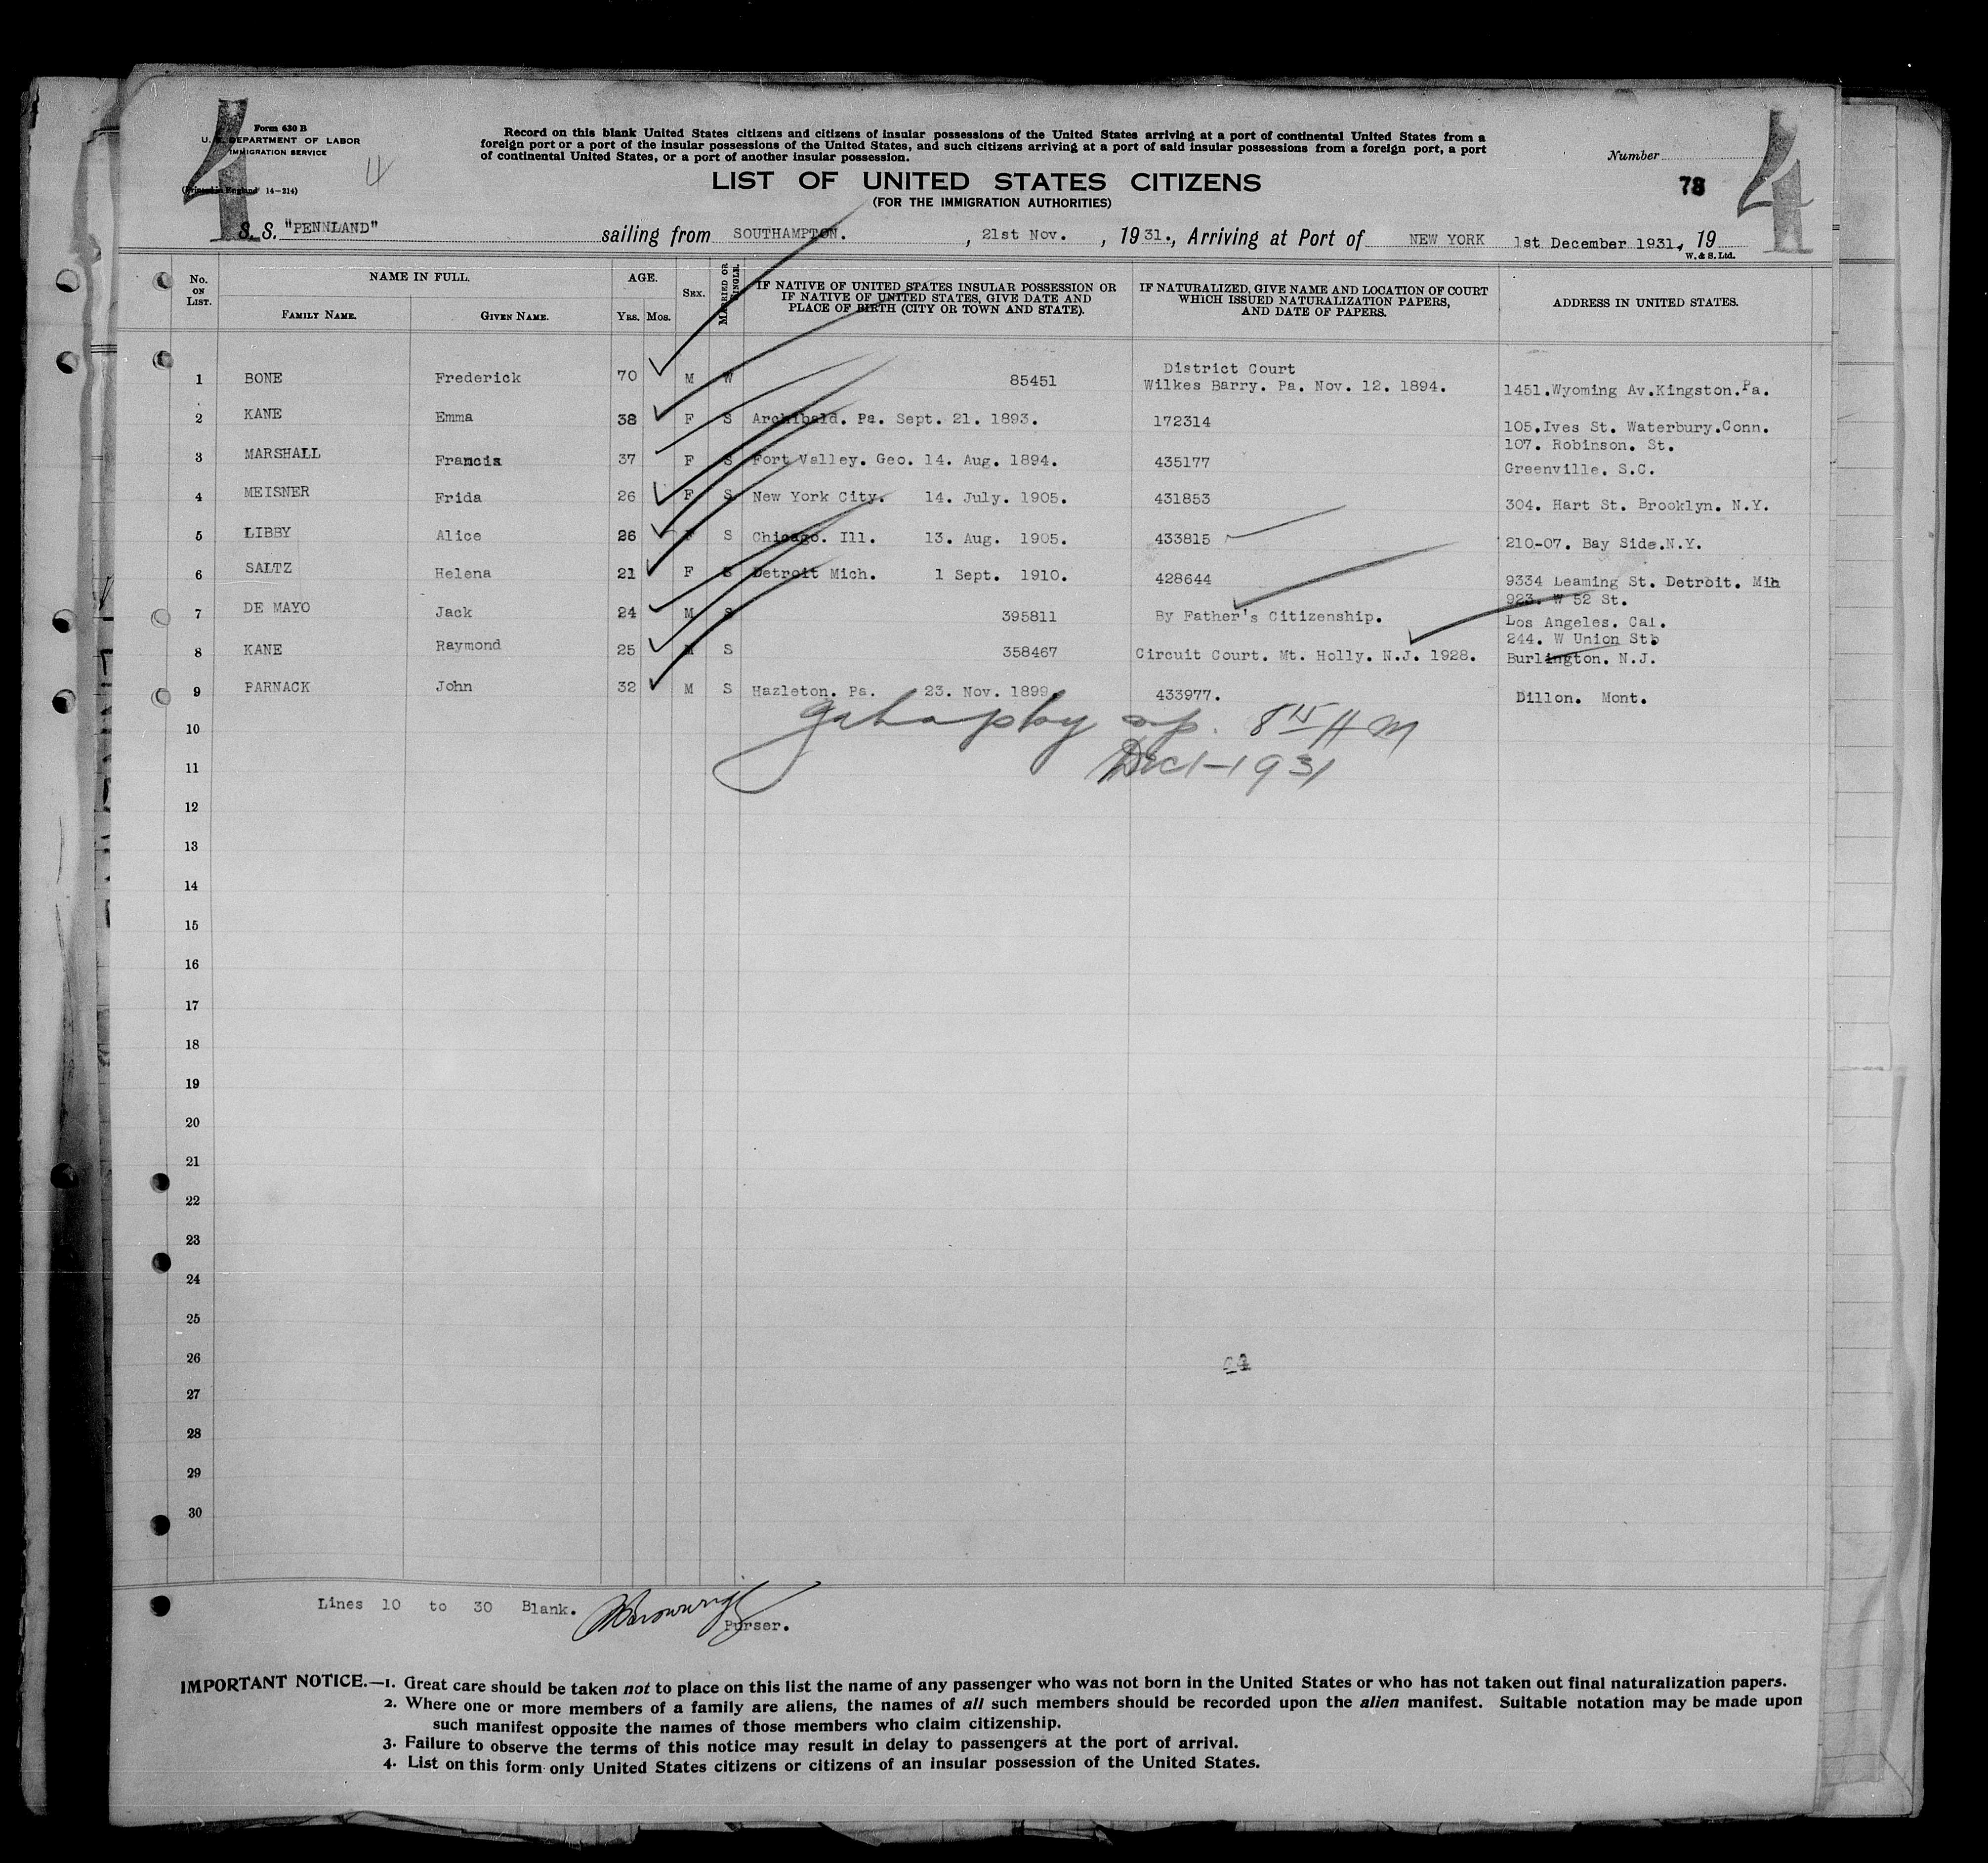 4
Form 630 B
U. S. DEPARTMENT OF LABOR
IMMIGRATION SERVICE
(Printed in England 14—214)
4
Record on this blank United States citizens and citizens of insular possessions of the United States arriving at a port of continental United States from a
foreign port or a port of the insular possessions of the United States, and such citizens arriving at a port of said insular possessions from a foreign port, a port
of continental United States, or a port of another insular possession.
Number
78
4
LIST OF UNITED STATES CITIZENS
(FOR THE IMMIGRATION AUTHORITIES)
S. S. "PENNLAND" sailing from SOUTHAMPTON. , 21st Nov. , 1931., Arriving at Port of NEW YORK 1st December 1931, 19
W. & S. Ltd.
No. ON LIST. NAME IN FULL. AGE. SEX. MARRIED OR SINGLE. IF NATIVE OF UNITED STATES INSULAR POSSESSION OR IF NATIVE OF UNITED STATES, GIVE DATE AND PLACE OF BIRTH (CITY OR TOWN AND STATE). IF NATURALIZED, GIVE NAME AND LOCATION OF COURT WHICH ISSUED NATURALIZATION PAPERS, AND DATE OF PAPERS. ADDRESS IN UNITED STATES.
FAMILY NAME. GIVEN NAME. YRS. MOS.
District Court
1 BONE Frederick 70 M W 85451 Wilkes Barry. Pa. Nov. 12. 1894. 1451.Wyoming Av.Kingston.Pa.
2 KANE Emma 38 F S Archibald. Pa. Sept. 21. 1893. 172314 105.Ives St. Waterbury.Conn.
107. Robinson. St.
3 MARSHALL Francis 37 F S Fort Valley. Geo. 14. Aug. 1894. 435177 Greenville. S.C.
4 MEISNER Frida 26 F S New York City. 14. July. 1905. 431853 304. Hart St. Brooklyn. N.Y.
5 LIBBY Alice 26 F S Chicago. Ill. 13. Aug. 1905. 433815 210-07. Bay Side.N.Y.
6 SALTZ Helena 21 F S Detroit Mich. 1 Sept. 1910. 428644 9334 Leaming St. Detroit. Mih
923. W 52 St.
7 DE MAYO Jack 24 M S 395811 By Father's Citizenship. Los Angeles. Cal.
244. W Union St.
8 KANE Raymond 25 M S 358467 Circuit Court. Mt. Holly. N.J. 1928. Burlington. N.J.
9 PARNACK John 32 M S Hazleton. Pa. 23. Nov. 1899. 433977. Dillon. Mont.
10
Dec 1-1931
11
12
13
14
15
16
17
18
19
20
21
22
23
24
25
26
27
28
29
30
Lines 10 to 30 Blank.
Purser.
IMPORTANT NOTICE.—1. Great care should be taken not to place on this list the name of any passenger who was not born in the United States or who has not taken out final naturalization papers.
2. Where one or more members of a family are aliens, the names of all such members should be recorded upon the alien manifest. Suitable notation may be made upon
such manifest opposite the names of those members who claim citizenship.
3. Failure to observe the terms of this notice may result in delay to passengers at the port of arrival.
4. List on this form only United States citizens or citizens of an insular possession of the United States.